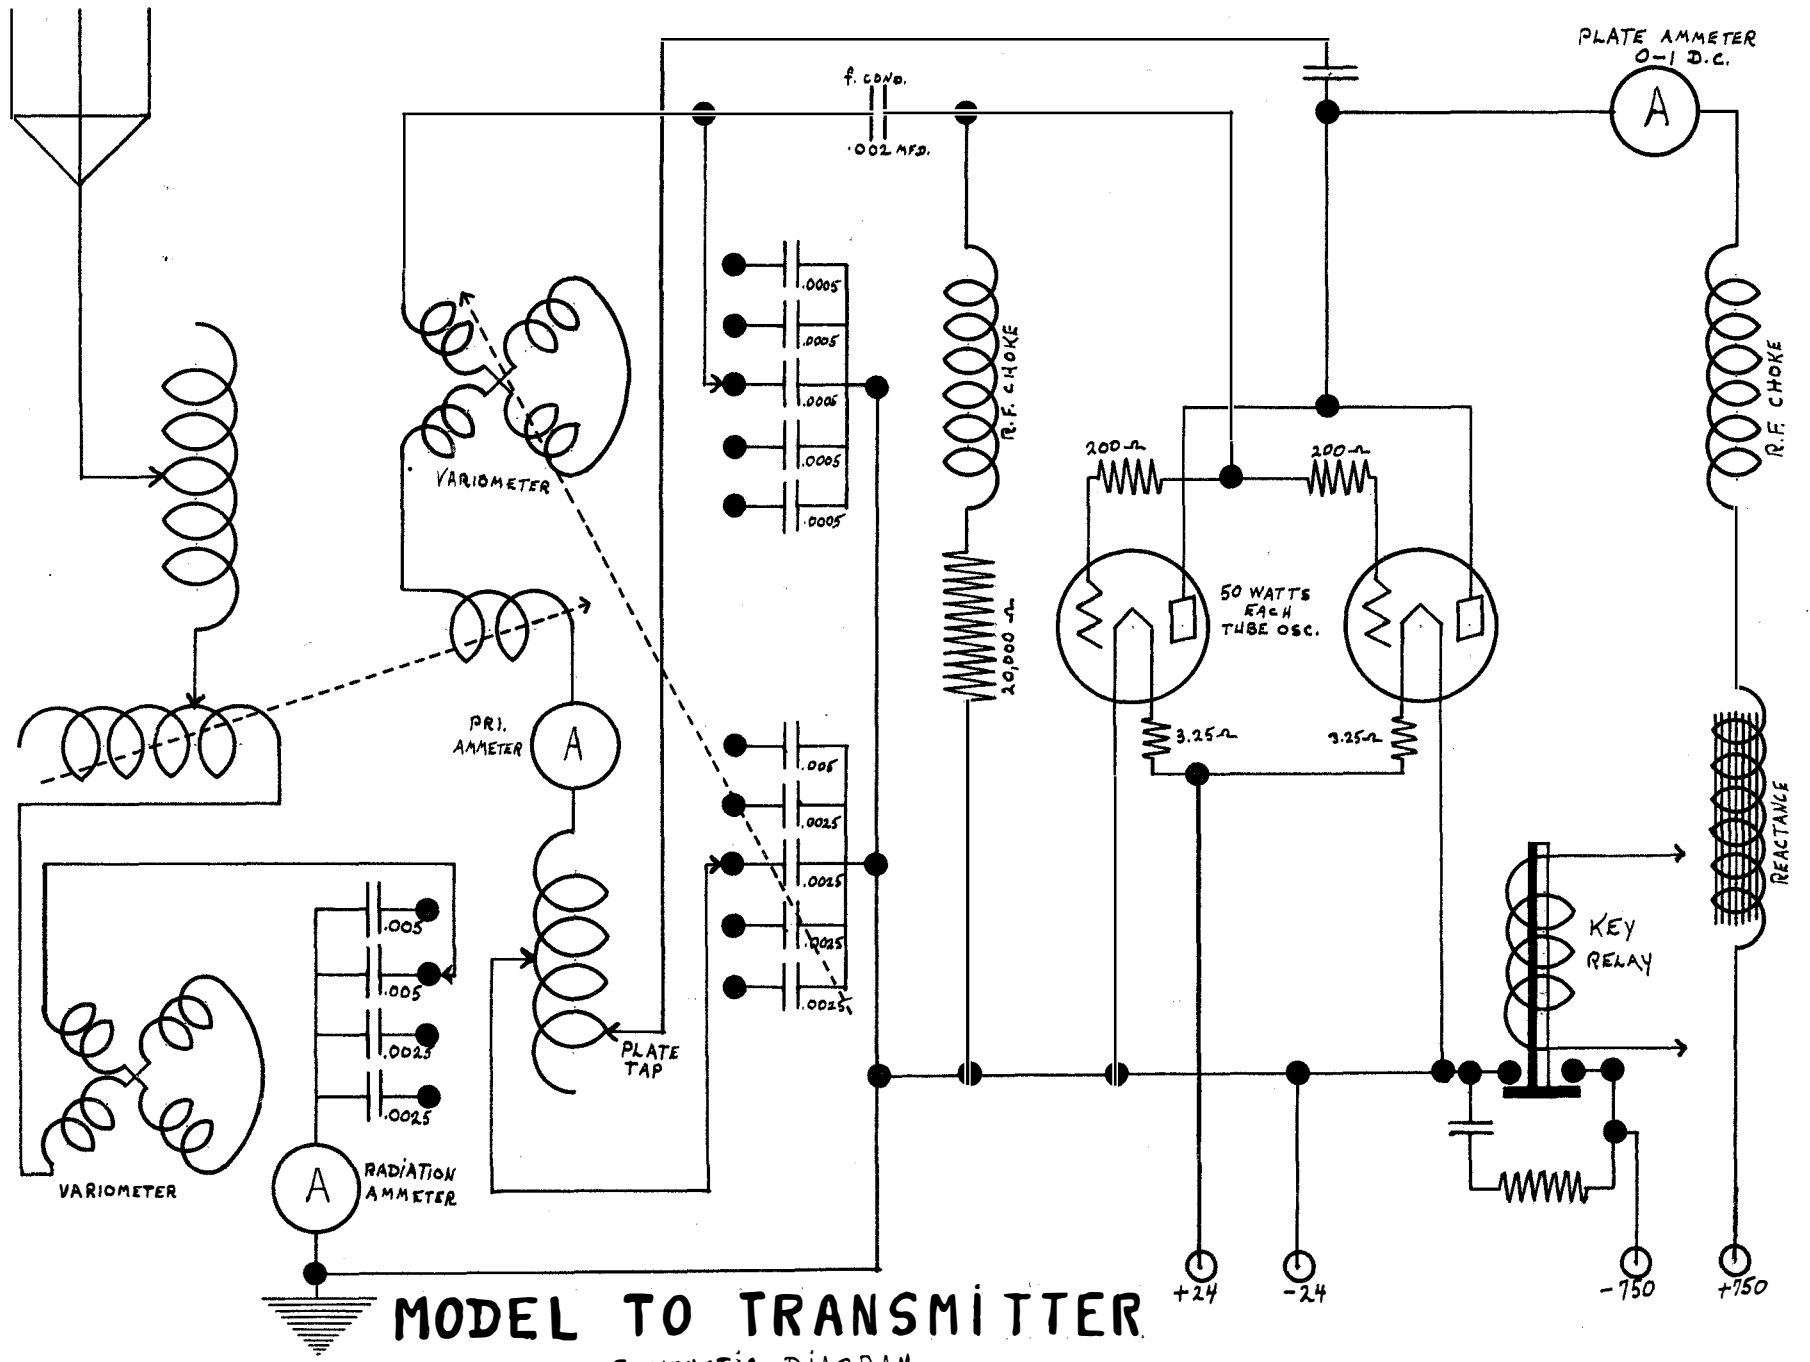 PLATE AMMETER
0-1 D.C.
A
f. COND.
.002 MFD.
.0005
.0005
.0005
.0005
.0005
R.F. CHOKE
R.F. CHOKE
VARIOMETER
200Ω
200Ω
50 WATTS
EACH
TUBE OSC.
20,000 Ω
PRI.
AMMETER
A
3.25Ω
3.25Ω
.005
.0025
.0025
.0025
.0025
REACTANCE
KEY
RELAY
.005
.005
.0025
.0025
PLATE
TAP
VARIOMETER
A
RADIATION
AMMETER
+24
-24
-750
+750
MODEL TO TRANSMITTER
DIAGRAM